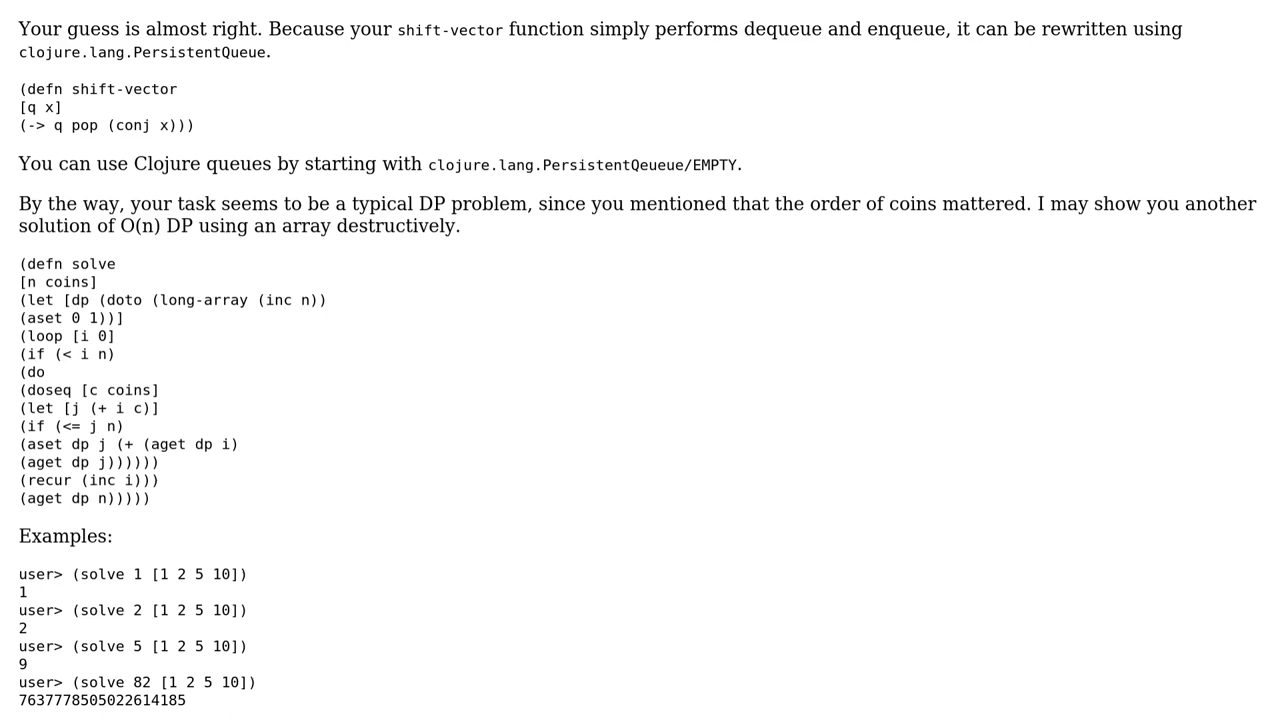 Your guess is almost right. Because your shift-vector function simply performs dequeue and enqueue, it can be rewritten using
clojure.lang.PersistentQueue.
(defn shift-vector
[q x]
(-> q pop (conj x)))
You can use Clojure queues by starting with clojure.lang.PersistentQeueue/EMPTY.
By the way, your task seems to be a typical DP problem, since you mentioned that the order of coins mattered. I may show you another
solution of O(n) DP using an array destructively.
(defn solve
[n coins]
(let [dp (doto (long-array (inc n))
(aset 0 1))]
(loop [i 0]
(if (< i n)
(do
(doseq [c coins]
(let [j (+ i c)]
(if (<= j n)
(aset dp j (+ (aget dp i)
(aget dp j))))))
(recur (inc i)))
(aget dp n)))))
Examples:
user> (solve 1 [1 2 5 10])
1
user> (solve 2 [1 2 5 10])
2
user> (solve 5 [1 2 5 10])
9
user> (solve 82 [1 2 5 10])
7637778505022614185